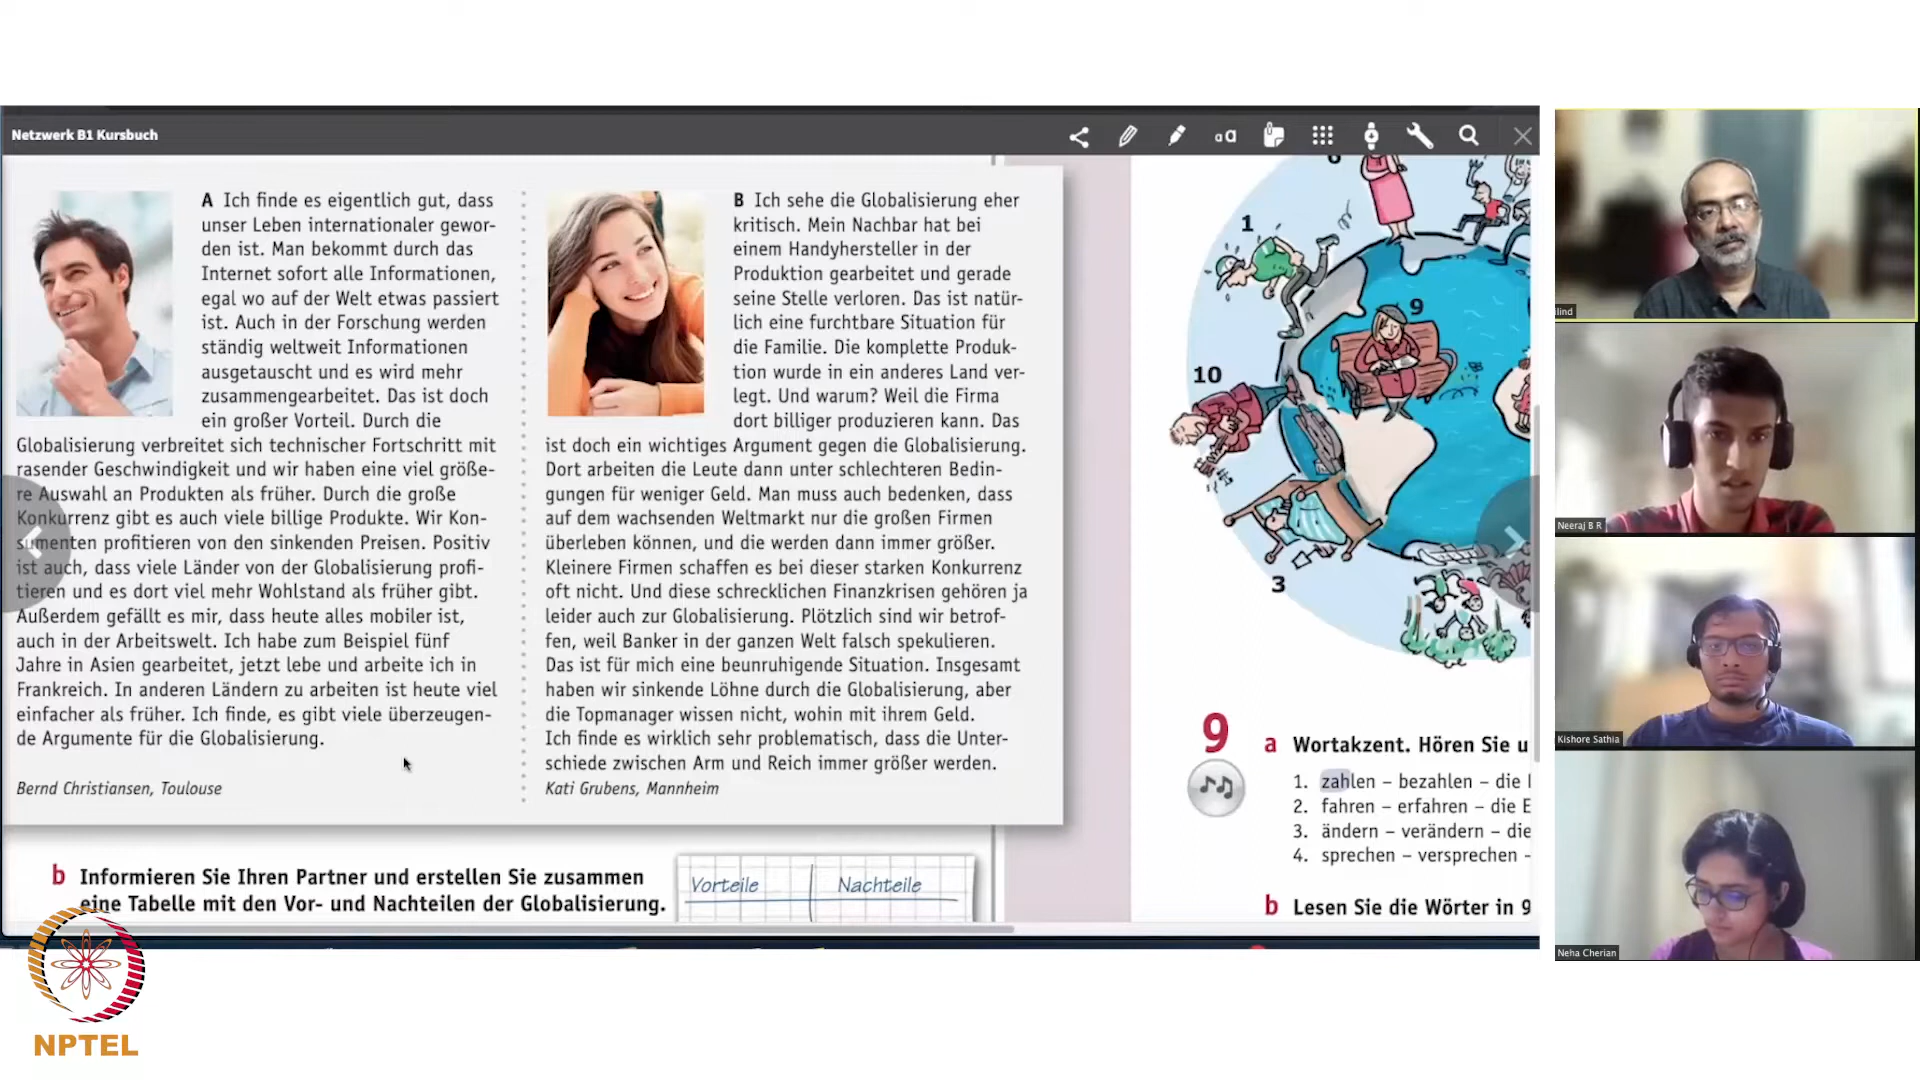 Netzwerk B1 Kursbuch
aA
A Ich finde es eigentlich gut, dass
unser Leben internationaler gewor-
den ist. Man bekommt durch das
Internet sofort alle Informationen,
egal wo auf der Welt etwas passiert
ist. Auch in der Forschung werden
ständig weltweit Informationen
ausgetauscht und es wird mehr
zusammengearbeitet. Das ist doch
ein großer Vorteil. Durch die
Globalisierung verbreitet sich technischer Fortschritt mit
rasender Geschwindigkeit und wir haben eine viel größe-
re Auswahl an Produkten als früher. Durch die große
Konkurrenz gibt es auch viele billige Produkte. Wir Kon-
sumenten profitieren von den sinkenden Preisen. Positiv
ist auch, dass viele Länder von der Globalisierung profi-
tieren und es dort viel mehr Wohlstand als früher gibt.
Außerdem gefällt es mir, dass heute alles mobiler ist,
auch in der Arbeitswelt. Ich habe zum Beispiel fünf
Jahre in Asien gearbeitet, jetzt lebe und arbeite ich in
Frankreich. In anderen Ländern zu arbeiten ist heute viel
einfacher als früher. Ich finde, es gibt viele überzeugen-
de Argumente für die Globalisierung.
Bernd Christiansen, Toulouse
B Ich sehe die Globalisierung eher
kritisch. Mein Nachbar hat bei
einem Handyhersteller in der
Produktion gearbeitet und gerade
seine Stelle verloren. Das ist natür-
lich eine furchtbare Situation für
die Familie. Die komplette Produk-
tion wurde in ein anderes Land ver-
legt. Und warum? Weil die Firma
dort billiger produzieren kann. Das
ist doch ein wichtiges Argument gegen die Globalisierung.
Dort arbeiten die Leute dann unter schlechteren Bedin-
gungen für weniger Geld. Man muss auch bedenken, dass
auf dem wachsenden Weltmarkt nur die großen Firmen
überleben können, und die werden dann immer größer.
Kleinere Firmen schaffen es bei dieser starken Konkurrenz
oft nicht. Und diese schrecklichen Finanzkrisen gehören ja
leider auch zur Globalisierung. Plötzlich sind wir betrof-
fen, weil Banker in der ganzen Welt falsch spekulieren.
Das ist für mich eine beunruhigende Situation. Insgesamt
haben wir sinkende Löhne durch die Globalisierung, aber
die Topmanager wissen nicht, wohin mit ihrem Geld.
Ich finde es wirklich sehr problematisch, dass die Unter-
schiede zwischen Arm und Reich immer größer werden.
Kati Grubens, Mannheim
b Informieren Sie Ihren Partner und erstellen Sie zusammen
eine Tabelle mit den Vor- und Nachteilen der Globalisierung.
Vorteile Nachteile
1
9
10
3
9
a Wortakzent. Hören Sie u
1. zahlen – bezahlen – die
2. fahren – erfahren – die E
3. ändern – verändern – die
4. sprechen – versprechen –
b Lesen Sie die Wörter in 9
ilind
Neeraj B R
Kishore Sathia
Neha Cherian
NPTEL